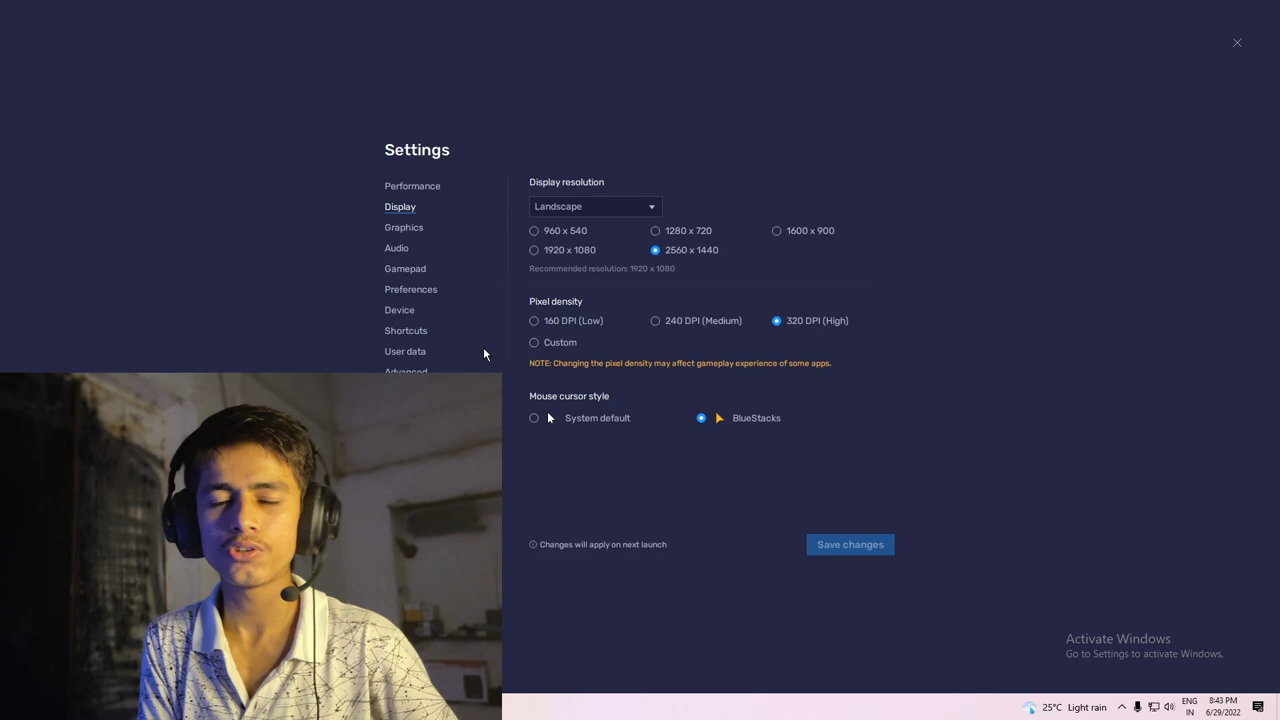 Settings
Performance
Display
Graphics
Audio
Gamepad
Preferences
Device
Shortcuts
User data
Advanced
Display resolution
Landscape
960 x 540
1280 x 720
1600 x 900
1920 x 1080
2560 x 1440
Recommended resolution: 1920 x 1080
Pixel density
160 DPI (Low)
240 DPI (Medium)
320 DPI (High)
Custom
NOTE: Changing the pixel density may affect gameplay experience of some apps.
Mouse cursor style
System default
BlueStacks
Changes will apply on next launch
Save changes
Activate Windows
Go to Settings to activate Windows.
25°C Light rain
ENG
IN
8:43 PM
6/29/2022